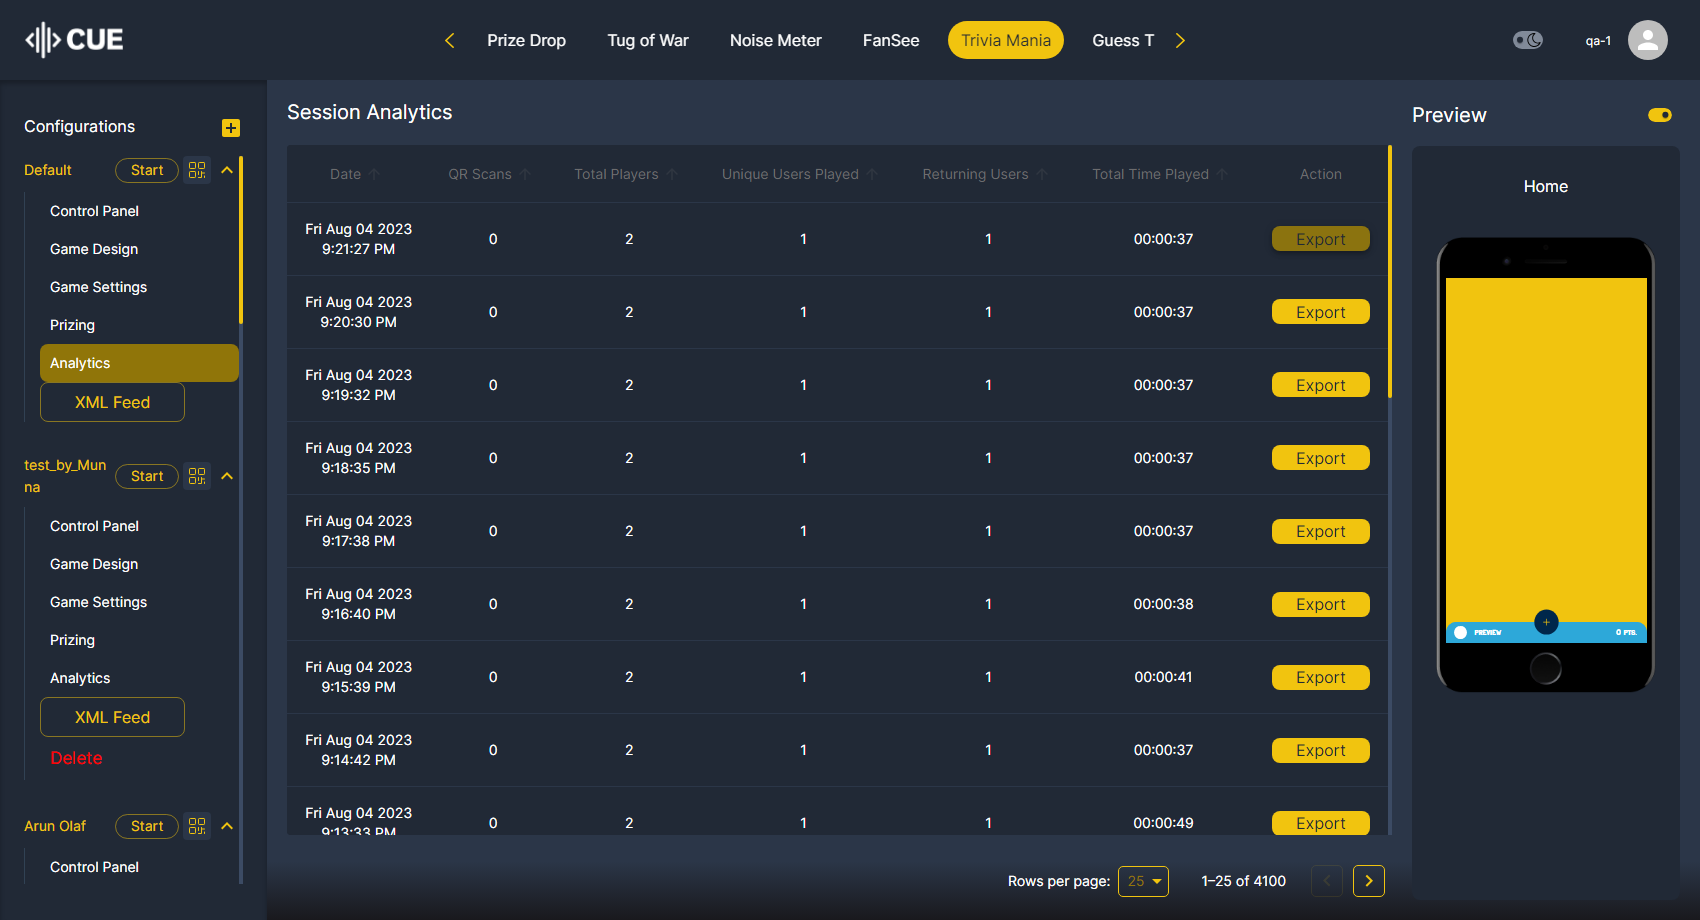 CUE
Prize Drop Tug of War Noise Meter FanSee Trivia Mania Guess T
qa-1
Configurations
Default Start
Control Panel
Game Design
Game Settings
Prizing
Analytics
XML Feed
test_by_Mun
na
Start
Control Panel
Game Design
Game Settings
Prizing
Analytics
XML Feed
Delete
Arun Olaf Start
Control Panel
Session Analytics
Date QR Scans Total Players Unique Users Played Returning Users Total Time Played Action
Fri Aug 04 2023
9:21:27 PM
0 2 1 1 00:00:37 Export
Fri Aug 04 2023
9:20:30 PM
0 2 1 1 00:00:37 Export
Fri Aug 04 2023
9:19:32 PM
0 2 1 1 00:00:37 Export
Fri Aug 04 2023
9:18:35 PM
0 2 1 1 00:00:37 Export
Fri Aug 04 2023
9:17:38 PM
0 2 1 1 00:00:37 Export
Fri Aug 04 2023
9:16:40 PM
0 2 1 1 00:00:38 Export
Fri Aug 04 2023
9:15:39 PM
0 2 1 1 00:00:41 Export
Fri Aug 04 2023
9:14:42 PM
0 2 1 1 00:00:37 Export
Fri Aug 04 2023
9:13:33 PM
0 2 1 1 00:00:49 Export
Rows per page: 25 1–25 of 4100
Preview
Home
PREVIEW 0 PTS.